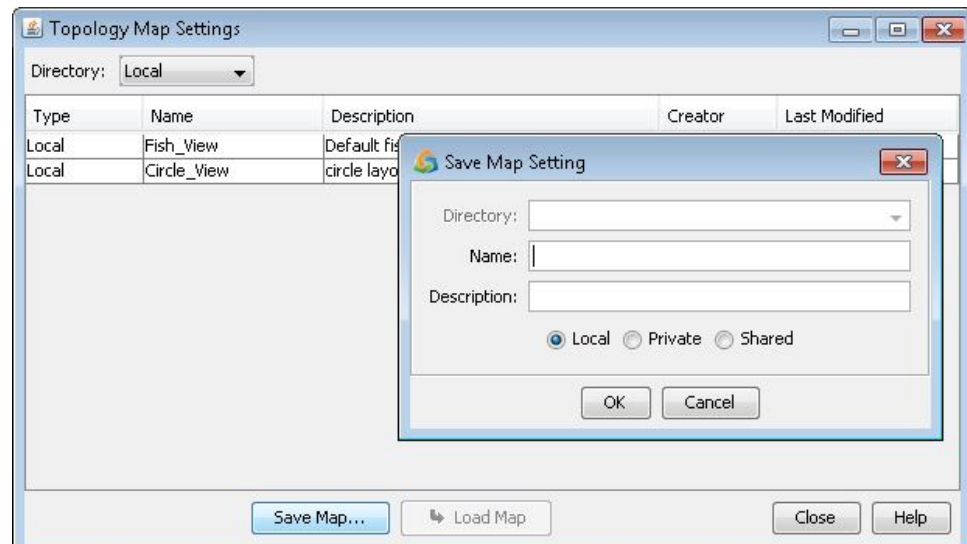 Topology Map Settings
Directory: Local
Type Name Description Creator Last Modified
Local Fish_View Default fis
Local Circle_View circle layo
Save Map Setting
Directory:
Name:
Description:
Local Private Shared
OK Cancel
Save Map... Load Map Close Help